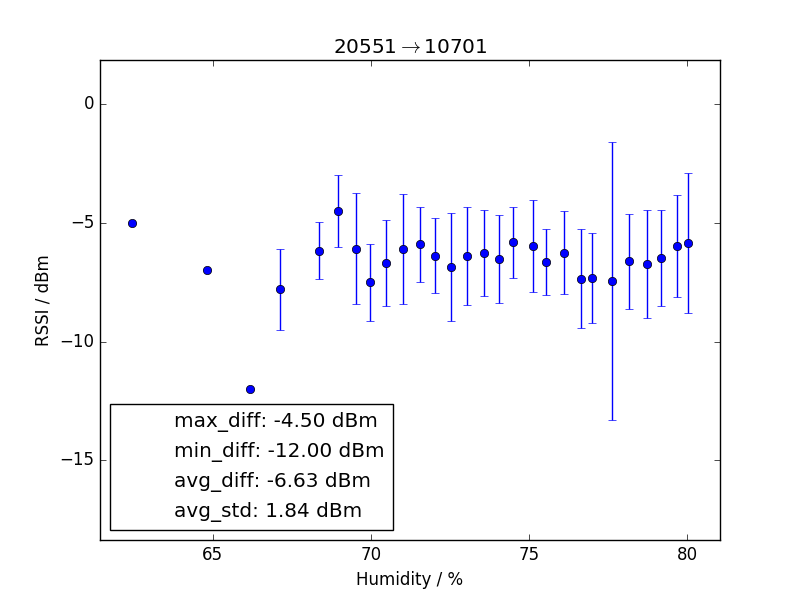 20551→10701
0
−5
−10
−15
RSSI / dBm
max_diff: -4.50 dBm
min_diff: -12.00 dBm
avg_diff: -6.63 dBm
avg_std: 1.84 dBm
65 70 75 80
Humidity / %